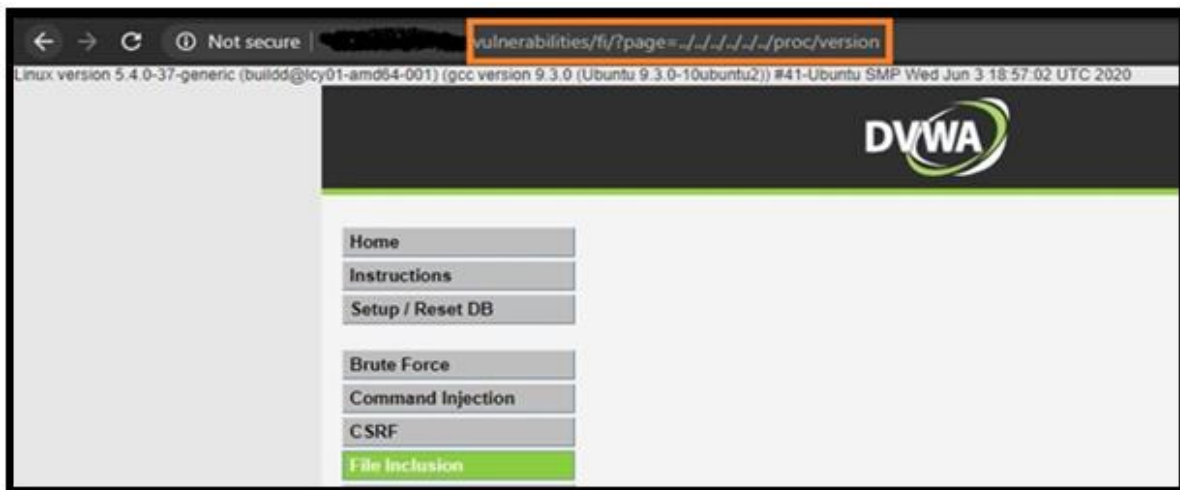 Not secure | vulnerabilities/fi/?page=../../../../../../proc/version
Linux version 5.4.0-37-generic (buildd@lcy01-amd64-001) (gcc version 9.3.0 (Ubuntu 9.3.0-10ubuntu2)) #41-Ubuntu SMP Wed Jun 3 18:57:02 UTC 2020
DVWA
Home
Instructions
Setup / Reset DB
Brute Force
Command Injection
CSRF
File Inclusion